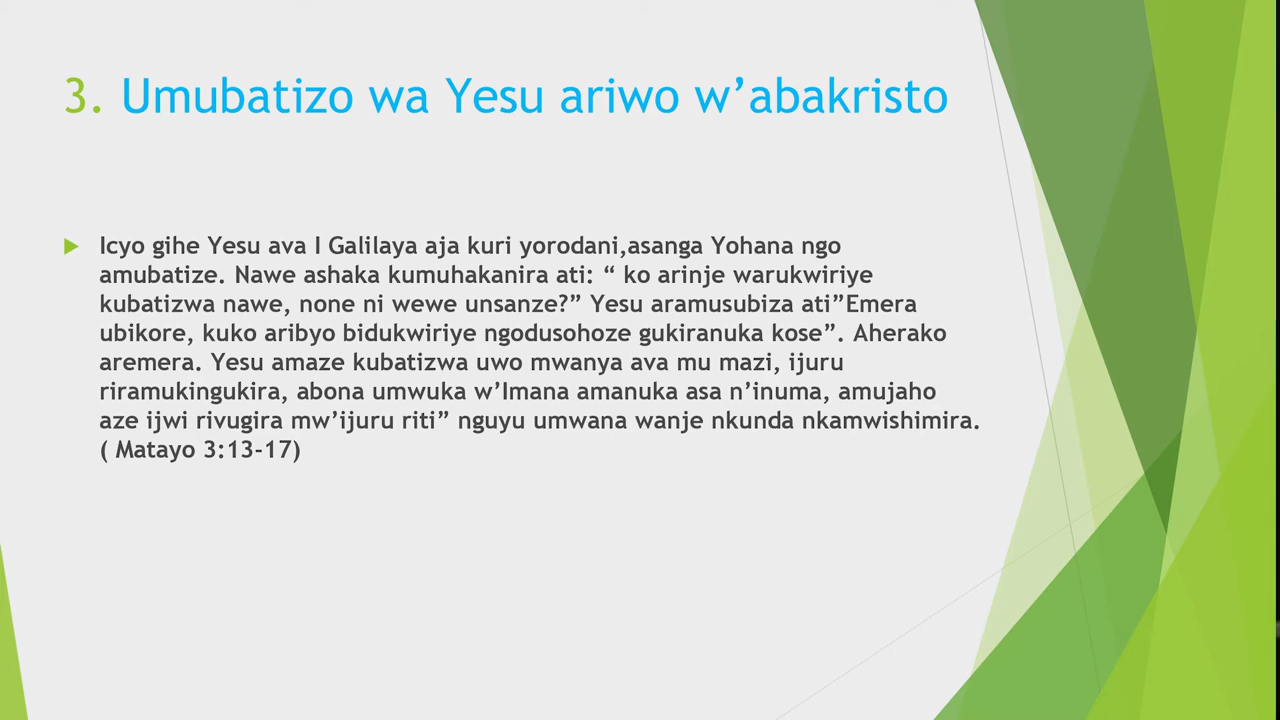 3. Umubatizo wa Yesu ariwo w’abakristo
Icyo gihe Yesu ava I Galilaya aja kuri yorodani,asanga Yohana ngo
amubatize. Nawe ashaka kumuhakanira ati: “ ko arinje warukwiriye
kubatizwa nawe, none ni wewe unsanze?” Yesu aramusubiza ati”Emera
ubikore, kuko aribyo bidukwiriye ngodusohoze gukiranuka kose”. Aherako
aremera. Yesu amaze kubatizwa uwo mwanya ava mu mazi, ijuru
riramukingukira, abona umwuka w’Imana amanuka asa n’inuma, amujaho
aze ijwi rivugira mw’ijuru riti” nguyu umwana wanje nkunda nkamwishimira.
( Matayo 3:13-17)